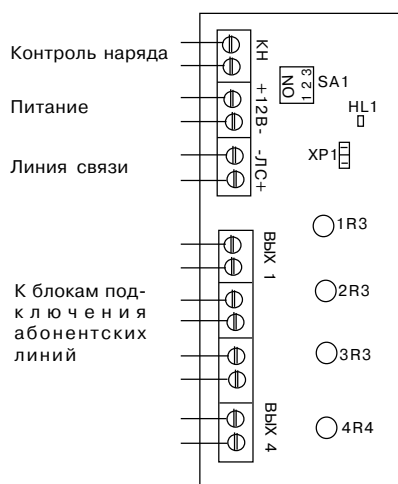 Контроль наряда
КН
ON
1 2 3
SA1
Питание
+12В-
HL1
Линия связи
-ЛС+
XP1
1R3
ВЫХ 1
К блокам под-
ключения
абонентских
линий
2R3
3R3
ВЫХ 4
4R4